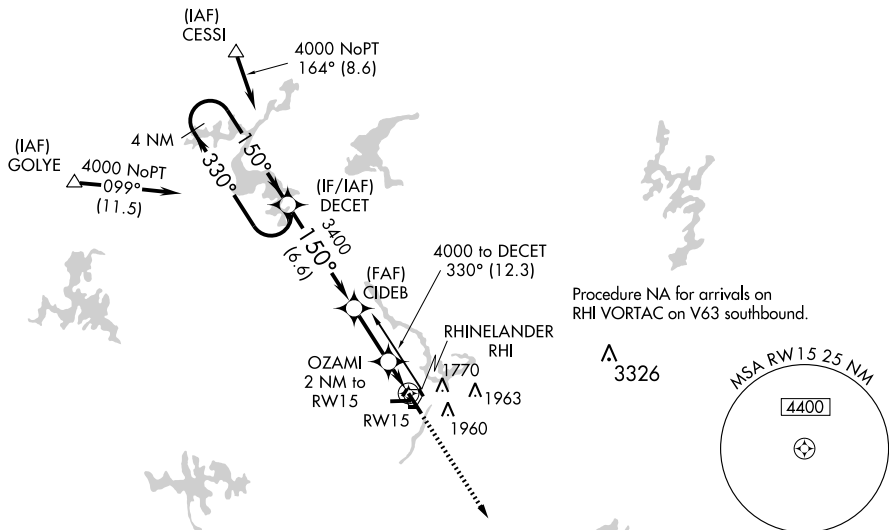 (IAF)
CESSI
4000 NoPT
164° (8.6)
4 NM
150°
330°
(IAF)
GOLYE
4000 NoPT
099°
(11.5)
(IF/IAF)
DECET
3400
150°
(6.6)
4000 to DECET
330° (12.3)
(FAF)
CIDEB
Procedure NA for arrivals on
RHI VORTAC on V63 southbound.
RHINELANDER
RHI
OZAMI
2 NM to
RW15
1770
1963
1960
RW15
3326
MSA RW15 25 NM
4400